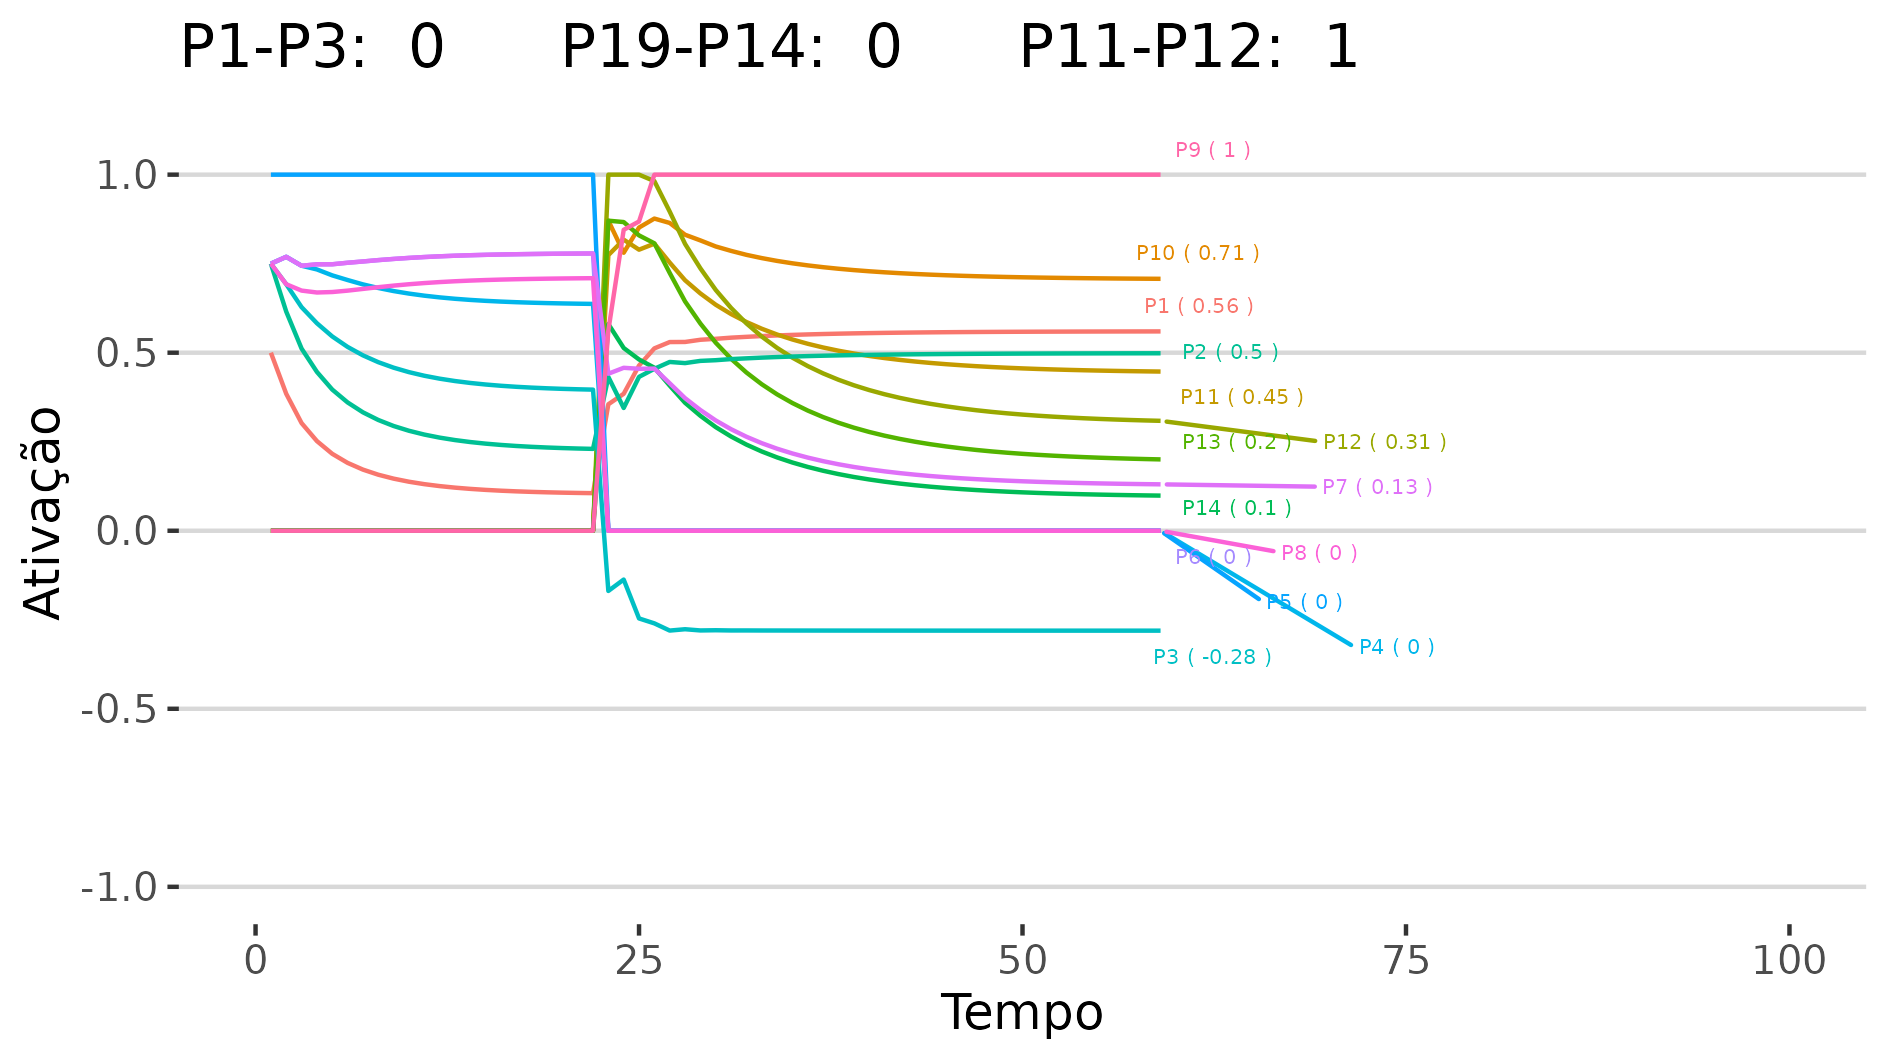 P1-P3:  0    P19-P14:  0    P11-P12:  1
P9 ( 1 )
1.0
P10 ( 0.71 )
P1 ( 0.56 )
0.5
P2 ( 0.5 )
P11 ( 0.45 )
P13 ( 0.2 )
P12 ( 0.31 )
P7 ( 0.13 )
P14 ( 0.1 )
0.0
P8 ( 0 )
P6 ( 0 )
P5 ( 0 )
P4 ( 0 )
P3 ( -0.28 )
-0.5
-1.0
Ativação
0
25
50
75
100
Tempo